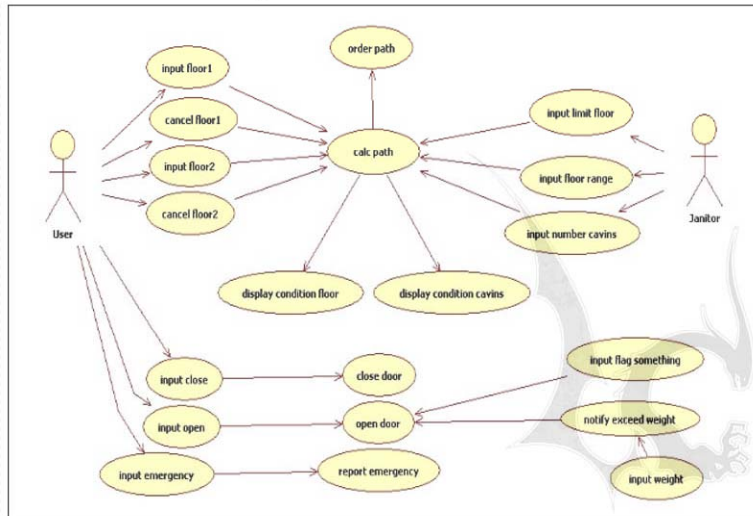 order path
input floor1
cancel floor1
input limit floor
calc path
input floor2
input floor range
cancel floor2
User
Janitor
input number cavins
display condition floor
display condition cavins
input flag something
input close
close door
input open
open door
notify exceed weight
input emergency
report emergency
input weight